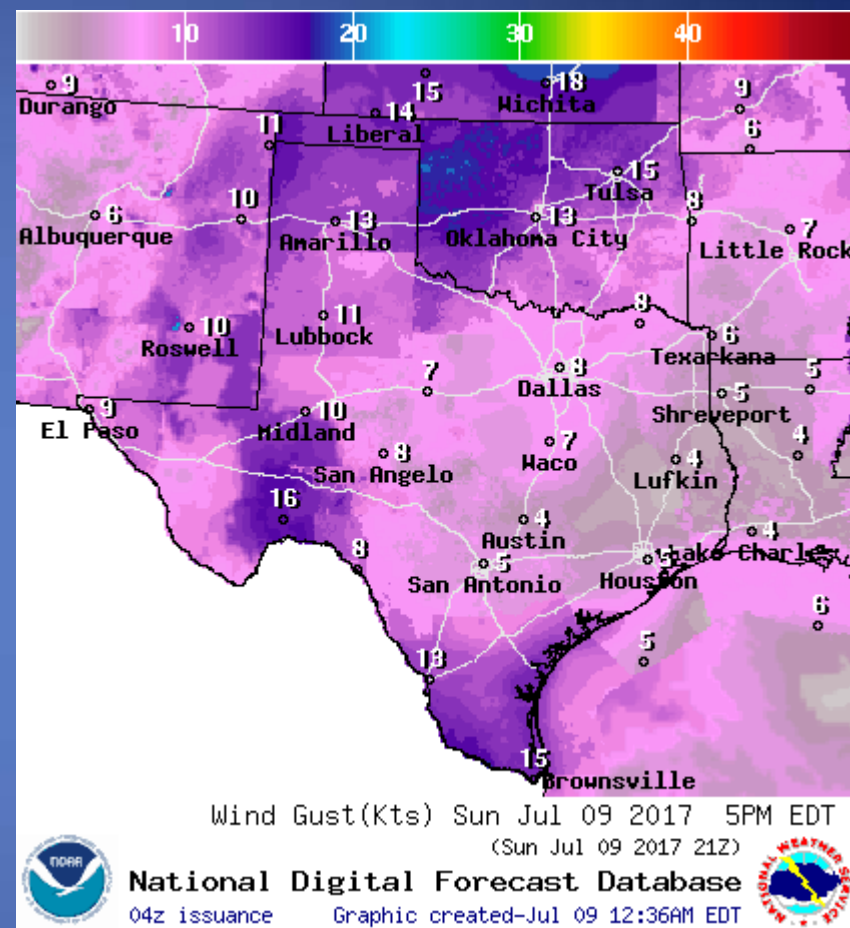 10 20 30 40
9
Durango
15
18
Wichita
9
14
Liberal
11
6
15
Tulsa
6
Albuquerque
10
13
Amarillo
13
Oklahoma City
8
7
Little Rock
10
Roswell
11
Lubbock
8
6
Texarkana
7
8
Dallas
5
Shreveport
5
9
El Paso
10
Midland
8
San Angelo
7
Waco
4
Lufkin
4
16
4
Austin
4
Lake Charles
8
5
San Antonio
5
Houston
6
5
13
15
Brownsville
Wind Gust(Kts) Sun Jul 09 2017 5PM EDT
(Sun Jul 09 2017 21Z)
National Digital Forecast Database
04z issuance Graphic created-Jul 09 12:36AM EDT
NOAA
NATIONAL WEATHER SERVICE